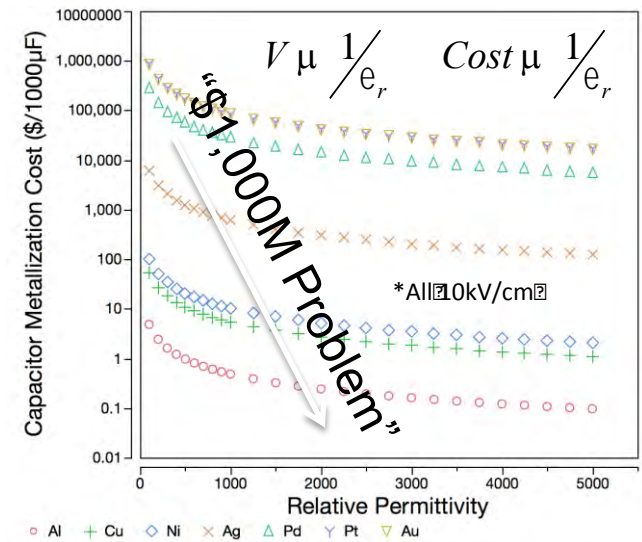 10000000
1,000,000
100,000
10,000
1,000
100
10
1
0.1
0.01
Capacitor Metallization Cost ($/1000µF)
V µ 1/e_r
Cost µ 1/e_r
“$1,000M Problem”
*All 10kV/cm
0 1000 2000 3000 4000 5000
Relative Permittivity
Al Cu Ni Ag Pd Pt Au